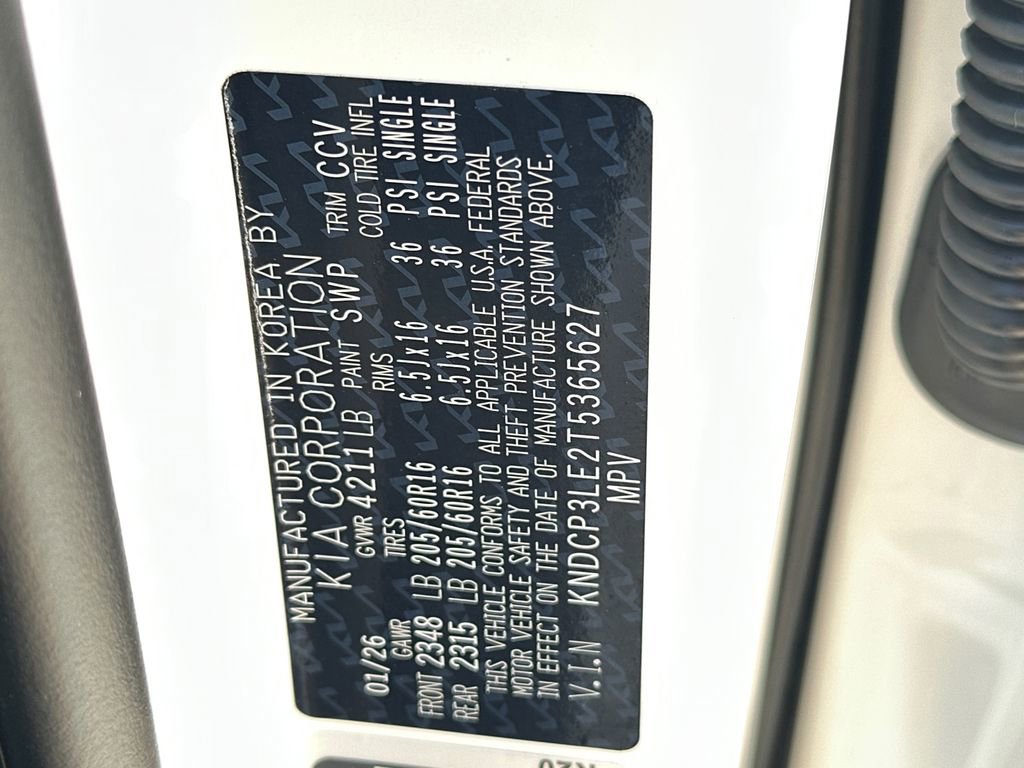 MANUFACTURED IN KOREA BY
KIA CORPORATION
01/26 GVWR 4211 LB PAINT SWP TRIM CCV
GAWR TIRES RIMS COLD TIRE INFL
FRONT 2348 LB 205/60R16 6.5Jx16 36 PSI SINGLE
REAR 2315 LB 205/60R16 6.5Jx16 36 PSI SINGLE
THIS VEHICLE CONFORMS TO ALL APPLICABLE U.S.A. FEDERAL
MOTOR VEHICLE SAFETY AND THEFT PREVENTION STANDARDS
IN EFFECT ON THE DATE OF MANUFACTURE SHOWN ABOVE.
V.I.N KNDCP3LE2T5365627
MPV